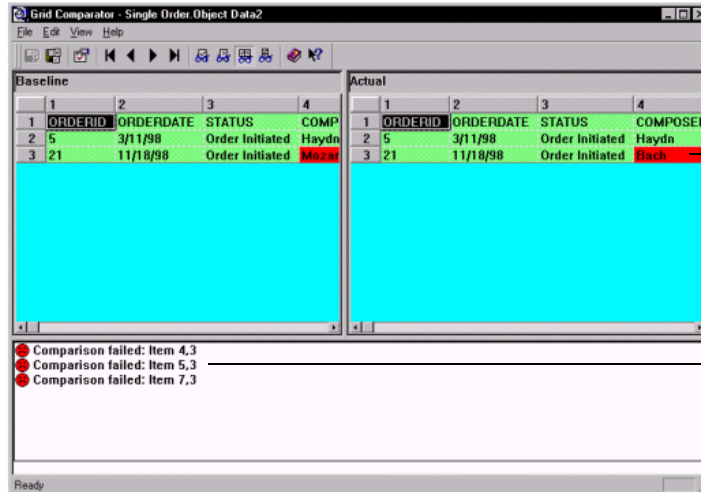 Grid Comparator - Single Order.Object Data2
File Edit View Help
Baseline
1 2 3 4
1 ORDERID ORDERDATE STATUS COMP
2 5 3/11/98 Order Initiated Haydn
3 21 11/18/98 Order Initiated Mozar
Actual
1 2 3 4
1 ORDERID ORDERDATE STATUS COMPOSE
2 5 3/11/98 Order Initiated Haydn
3 21 11/18/98 Order Initiated Bach
Comparison failed: Item 4,3
Comparison failed: Item 5,3
Comparison failed: Item 7,3
Ready